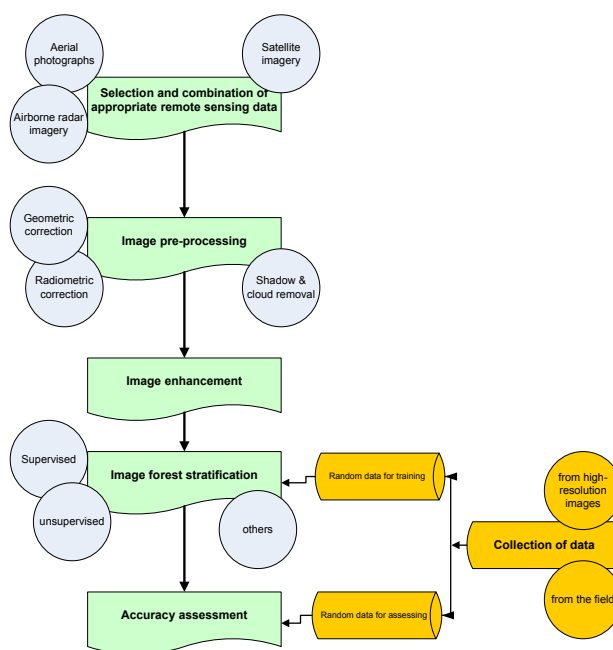 Aerial
photographs
Satellite
imagery
Selection and combination of
appropriate remote sensing data
Airborne radar
imagery
Geometric
correction
Image pre-processing
Radiometric
correction
Shadow &
cloud removal
Image enhancement
Supervised
Image forest stratification
unsupervised
others
Random data for training
from high-
resolution
images
Collection of data
from the field
Accuracy assessment
Random data for assessing